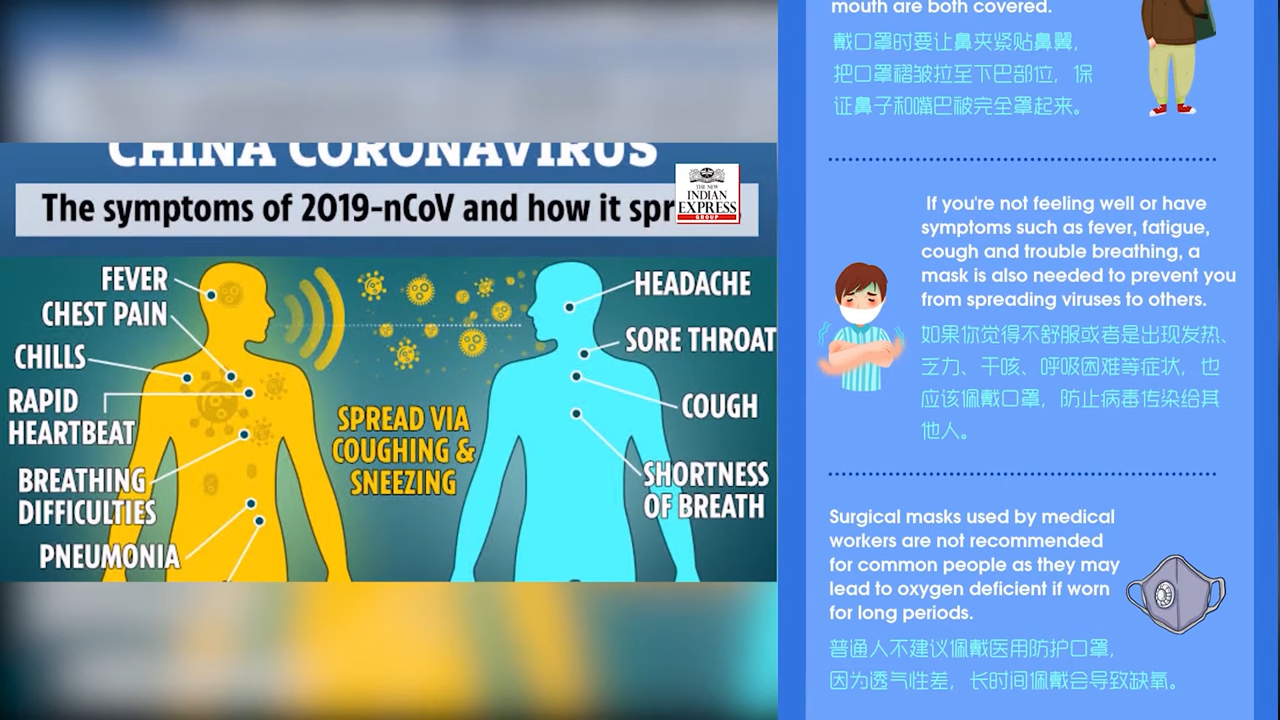 CHINA CORONAVIRUS
The symptoms of 2019-nCoV and how it spr
THE NEW
INDIAN
EXPRESS
GROUP
FEVER
CHEST PAIN
CHILLS
RAPID
HEARTBEAT
BREATHING
DIFFICULTIES
PNEUMONIA
SPREAD VIA
COUGHING &
SNEEZING
HEADACHE
SORE THROAT
COUGH
SHORTNESS
OF BREATH
mouth are both covered.
戴口罩时要让鼻夹紧贴鼻翼，
把口罩褶皱拉至下巴部位，保
证鼻子和嘴巴被完全罩起来。
If you're not feeling well or have
symptoms such as fever, fatigue,
cough and trouble breathing, a
mask is also needed to prevent you
from spreading viruses to others.
如果你觉得不舒服或者是出现发热、
乏力、干咳、呼吸困难等症状，也
应该佩戴口罩，防止病毒传染给其
他人。
Surgical masks used by medical
workers are not recommended
for common people as they may
lead to oxygen deficient if worn
for long periods.
普通人不建议佩戴医用防护口罩，
因为透气性差，长时间佩戴会导致缺氧。